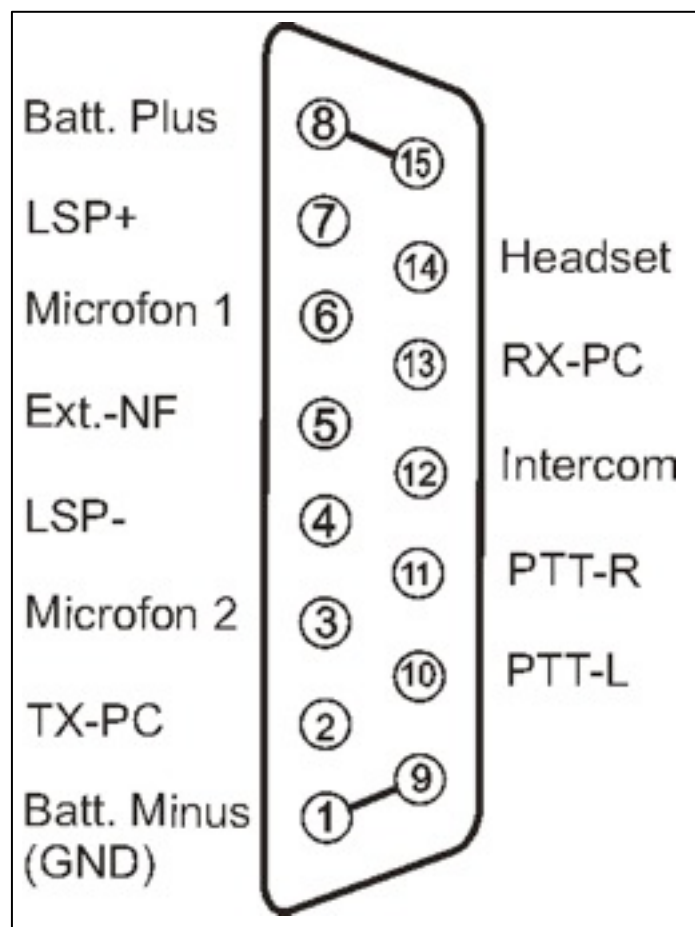 Batt. Plus
8
15
LSP+
7
14
Headset
Microfon 1
6
13
RX-PC
Ext.-NF
5
12
Intercom
LSP-
4
11
PTT-R
Microfon 2
3
10
PTT-L
TX-PC
2
9
Batt. Minus
(GND)
1